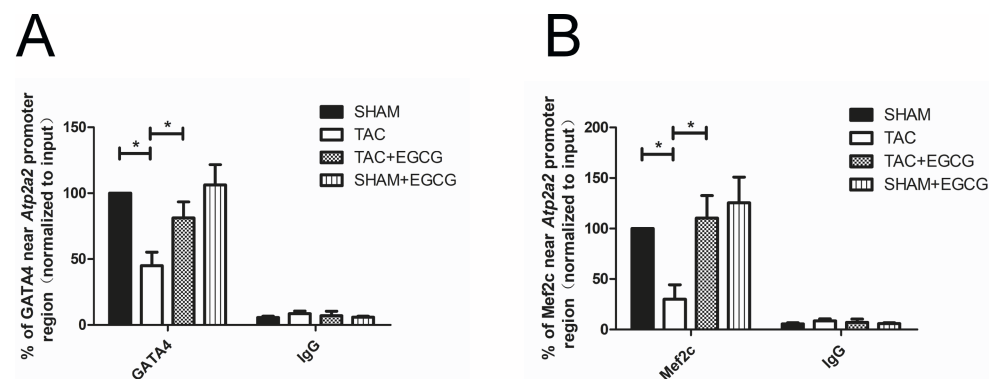 A
% of GATA4 near Atp2a2 promoter
region（normalized to input）
150
100
50
0
*
*
SHAM
TAC
TAC+EGCG
SHAM+EGCG
GATA4
IgG
B
% of Mef2c near Atp2a2 promoter
region（normalized to input）
200
150
100
50
0
*
*
SHAM
TAC
TAC+EGCG
SHAM+EGCG
Mef2c
IgG